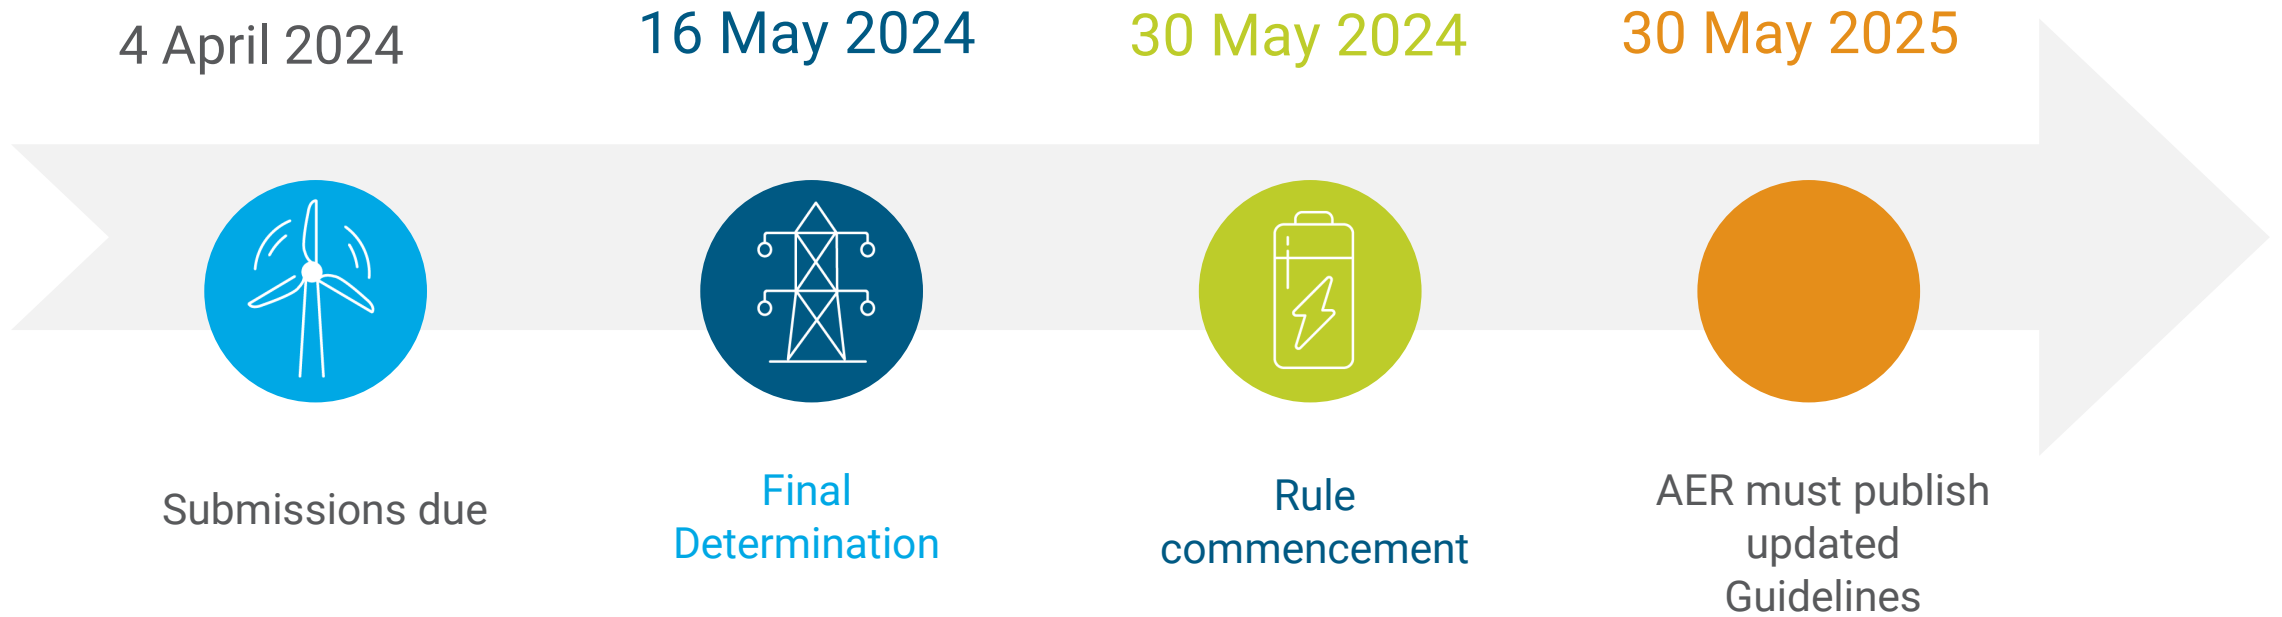 4 April 2024
16 May 2024
30 May 2024
30 May 2025
Submissions due
Final
Determination
Rule
commencement
AER must publish
updated
Guidelines